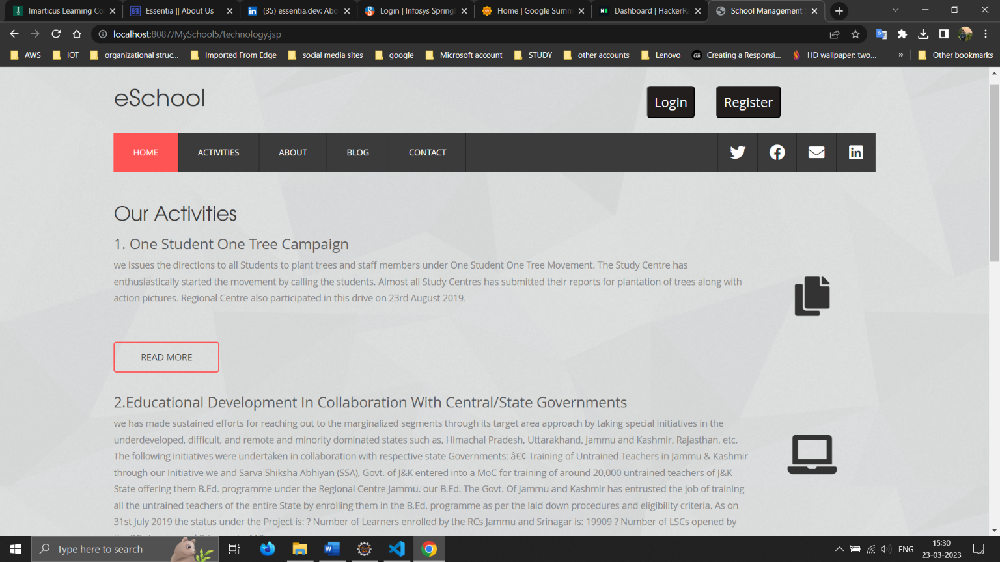 Imarticus Learning Co
Essentia || About Us
(35) essentia.dev: Abo
Login | Infosys Spring
Home | Google Summ
Dashboard | HackerRa
School Management S
localhost:8087/MySchool5/technology.jsp
AWS
IOT
organizational struc...
Imported From Edge
social media sites
google
Microsoft account
STUDY
other accounts
Lenovo
Creating a Responsi...
HD wallpaper: two...
»
Other bookmarks
eSchool
Login
Register
HOME
ACTIVITIES
ABOUT
BLOG
CONTACT
Our Activities
1. One Student One Tree Campaign
we issues the directions to all Students to plant trees and staff members under One Student One Tree Movement. The Study Centre has
enthusiastically started the movement by calling the students. Almost all Study Centres has submitted their reports for plantation of trees along with
action pictures. Regional Centre also participated in this drive on 23rd August 2019.
READ MORE
2.Educational Development In Collaboration With Central/State Governments
we has made sustained efforts for reaching out to the marginalized segments through its target area approach by taking special initiatives in the
underdeveloped, difficult, and remote and minority dominated states such as, Himachal Pradesh, Uttarakhand, Jammu and Kashmir, Rajasthan, etc.
The following initiatives were undertaken in collaboration with respective state Governments: â€¢ Training of Untrained Teachers in Jammu & Kashmir
through our Initiative we and Sarva Shiksha Abhiyan (SSA), Govt. of J&K entered into a MoC for training of around 20,000 untrained teachers of J&K
State offering them B.Ed. programme under the Regional Centre Jammu. our B.Ed. The Govt. Of Jammu and Kashmir has entrusted the job of training
all the untrained teachers of the entire State by enrolling them in the B.Ed. programme as per the laid down procedures and eligibility criteria. As on
31st July 2019 the status under the Project is: ? Number of Learners enrolled by the RCs Jammu and Srinagar is: 19909 ? Number of LSCs opened by
Type here to search
ENG
15:30
23-03-2023